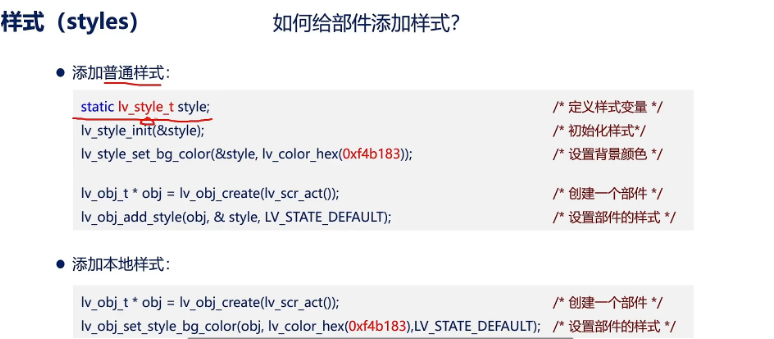 样式（styles）
如何给部件添加样式？
● 添加普通样式：
static lv_style_t style; /* 定义样式变量 */
lv_style_init(&style); /* 初始化样式*/
lv_style_set_bg_color(&style, lv_color_hex(0xf4b183)); /* 设置背景颜色 */
lv_obj_t * obj = lv_obj_create(lv_scr_act()); /* 创建一个部件 */
lv_obj_add_style(obj, & style, LV_STATE_DEFAULT); /* 设置部件的样式 */
● 添加本地样式：
lv_obj_t * obj = lv_obj_create(lv_scr_act()); /* 创建一个部件 */
lv_obj_set_style_bg_color(obj, lv_color_hex(0xf4b183),LV_STATE_DEFAULT); /* 设置部件的样式 */